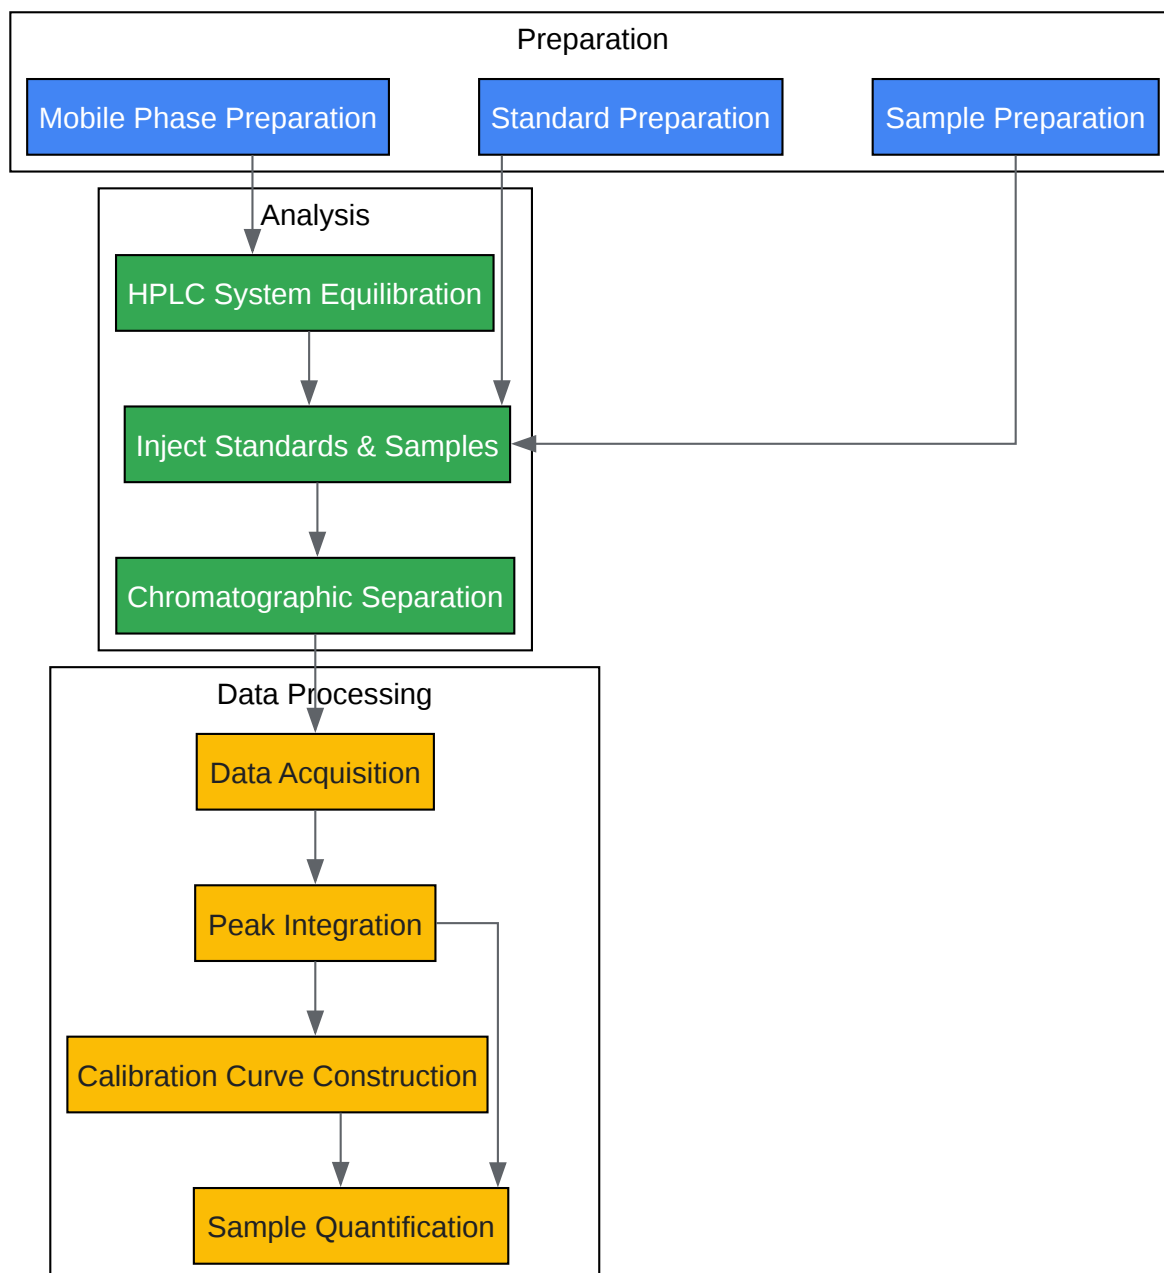 Preparation
Mobile Phase Preparation
Standard Preparation
Sample Preparation
Analysis
HPLC System Equilibration
Inject Standards & Samples
Chromatographic Separation
Data Processing
Data Acquisition
Peak Integration
Calibration Curve Construction
Sample Quantification